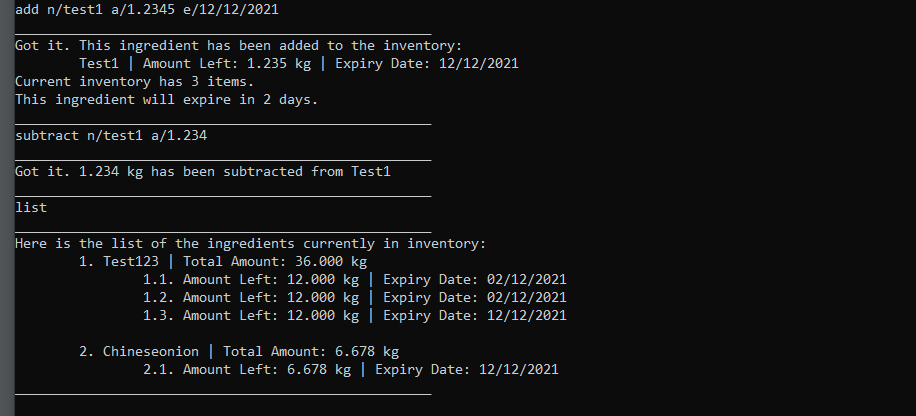 add n/test1 a/1.2345 e/12/12/2021
Got it. This ingredient has been added to the inventory:
Test1 | Amount Left: 1.235 kg | Expiry Date: 12/12/2021
Current inventory has 3 items.
This ingredient will expire in 2 days.
subtract n/test1 a/1.234
Got it. 1.234 kg has been subtracted from Test1
list
Here is the list of the ingredients currently in inventory:
1. Test123 | Total Amount: 36.000 kg
1.1. Amount Left: 12.000 kg | Expiry Date: 02/12/2021
1.2. Amount Left: 12.000 kg | Expiry Date: 02/12/2021
1.3. Amount Left: 12.000 kg | Expiry Date: 12/12/2021
2. Chineseonion | Total Amount: 6.678 kg
2.1. Amount Left: 6.678 kg | Expiry Date: 12/12/2021